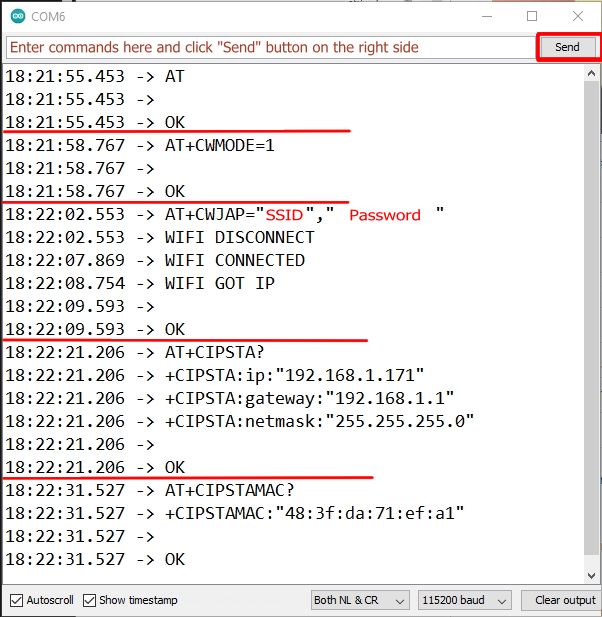 COM6
Enter commands here and click "Send" button on the right side
Send
18:21:55.453 -> AT
18:21:55.453 ->
18:21:55.453 -> OK
18:21:58.767 -> AT+CWMODE=1
18:21:58.767 ->
18:21:58.767 -> OK
18:22:02.553 -> AT+CWJAP="SSID"," Password "
18:22:02.553 -> WIFI DISCONNECT
18:22:07.869 -> WIFI CONNECTED
18:22:08.754 -> WIFI GOT IP
18:22:09.593 ->
18:22:09.593 -> OK
18:22:21.206 -> AT+CIPSTA?
18:22:21.206 -> +CIPSTA:ip:"192.168.1.171"
18:22:21.206 -> +CIPSTA:gateway:"192.168.1.1"
18:22:21.206 -> +CIPSTA:netmask:"255.255.255.0"
18:22:21.206 ->
18:22:21.206 -> OK
18:22:31.527 -> AT+CIPSTAMAC?
18:22:31.527 -> +CIPSTAMAC:"48:3f:da:71:ef:a1"
18:22:31.527 ->
18:22:31.527 -> OK
Autoscroll Show timestamp Both NL & CR 115200 baud Clear output